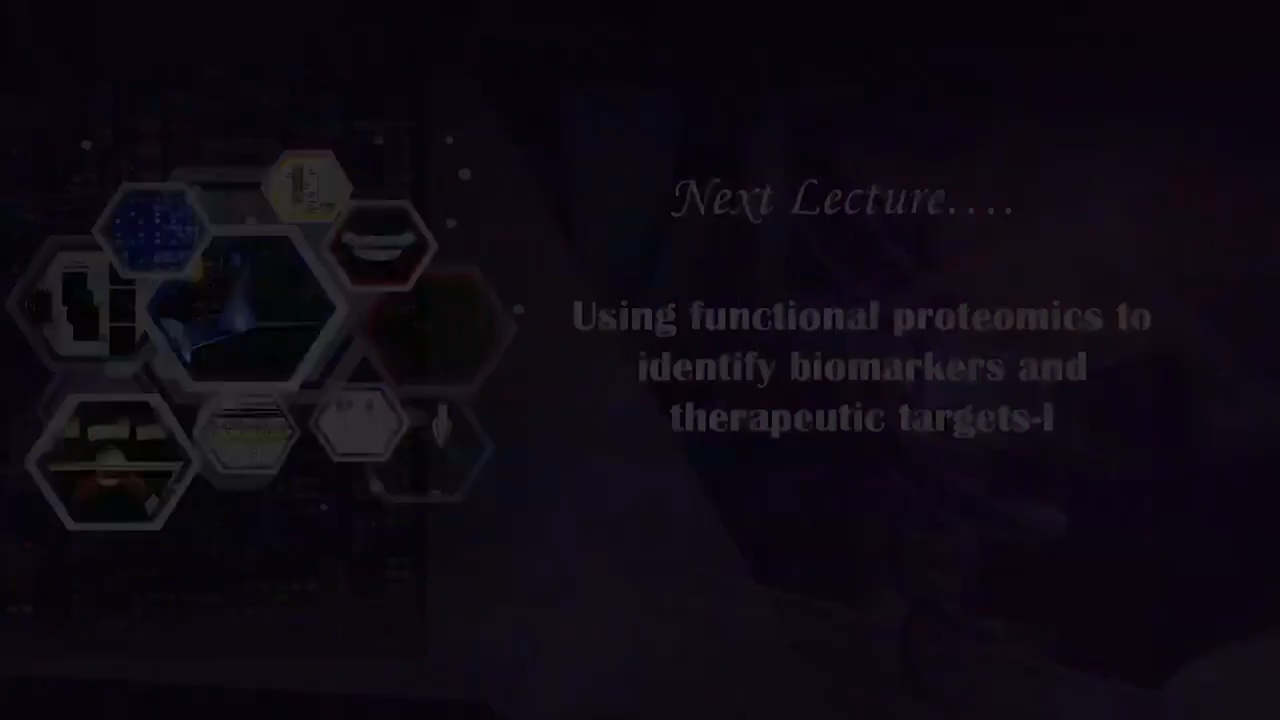 Next Lecture....
Using functional proteomics to
identify biomarkers and
therapeutic targets-I